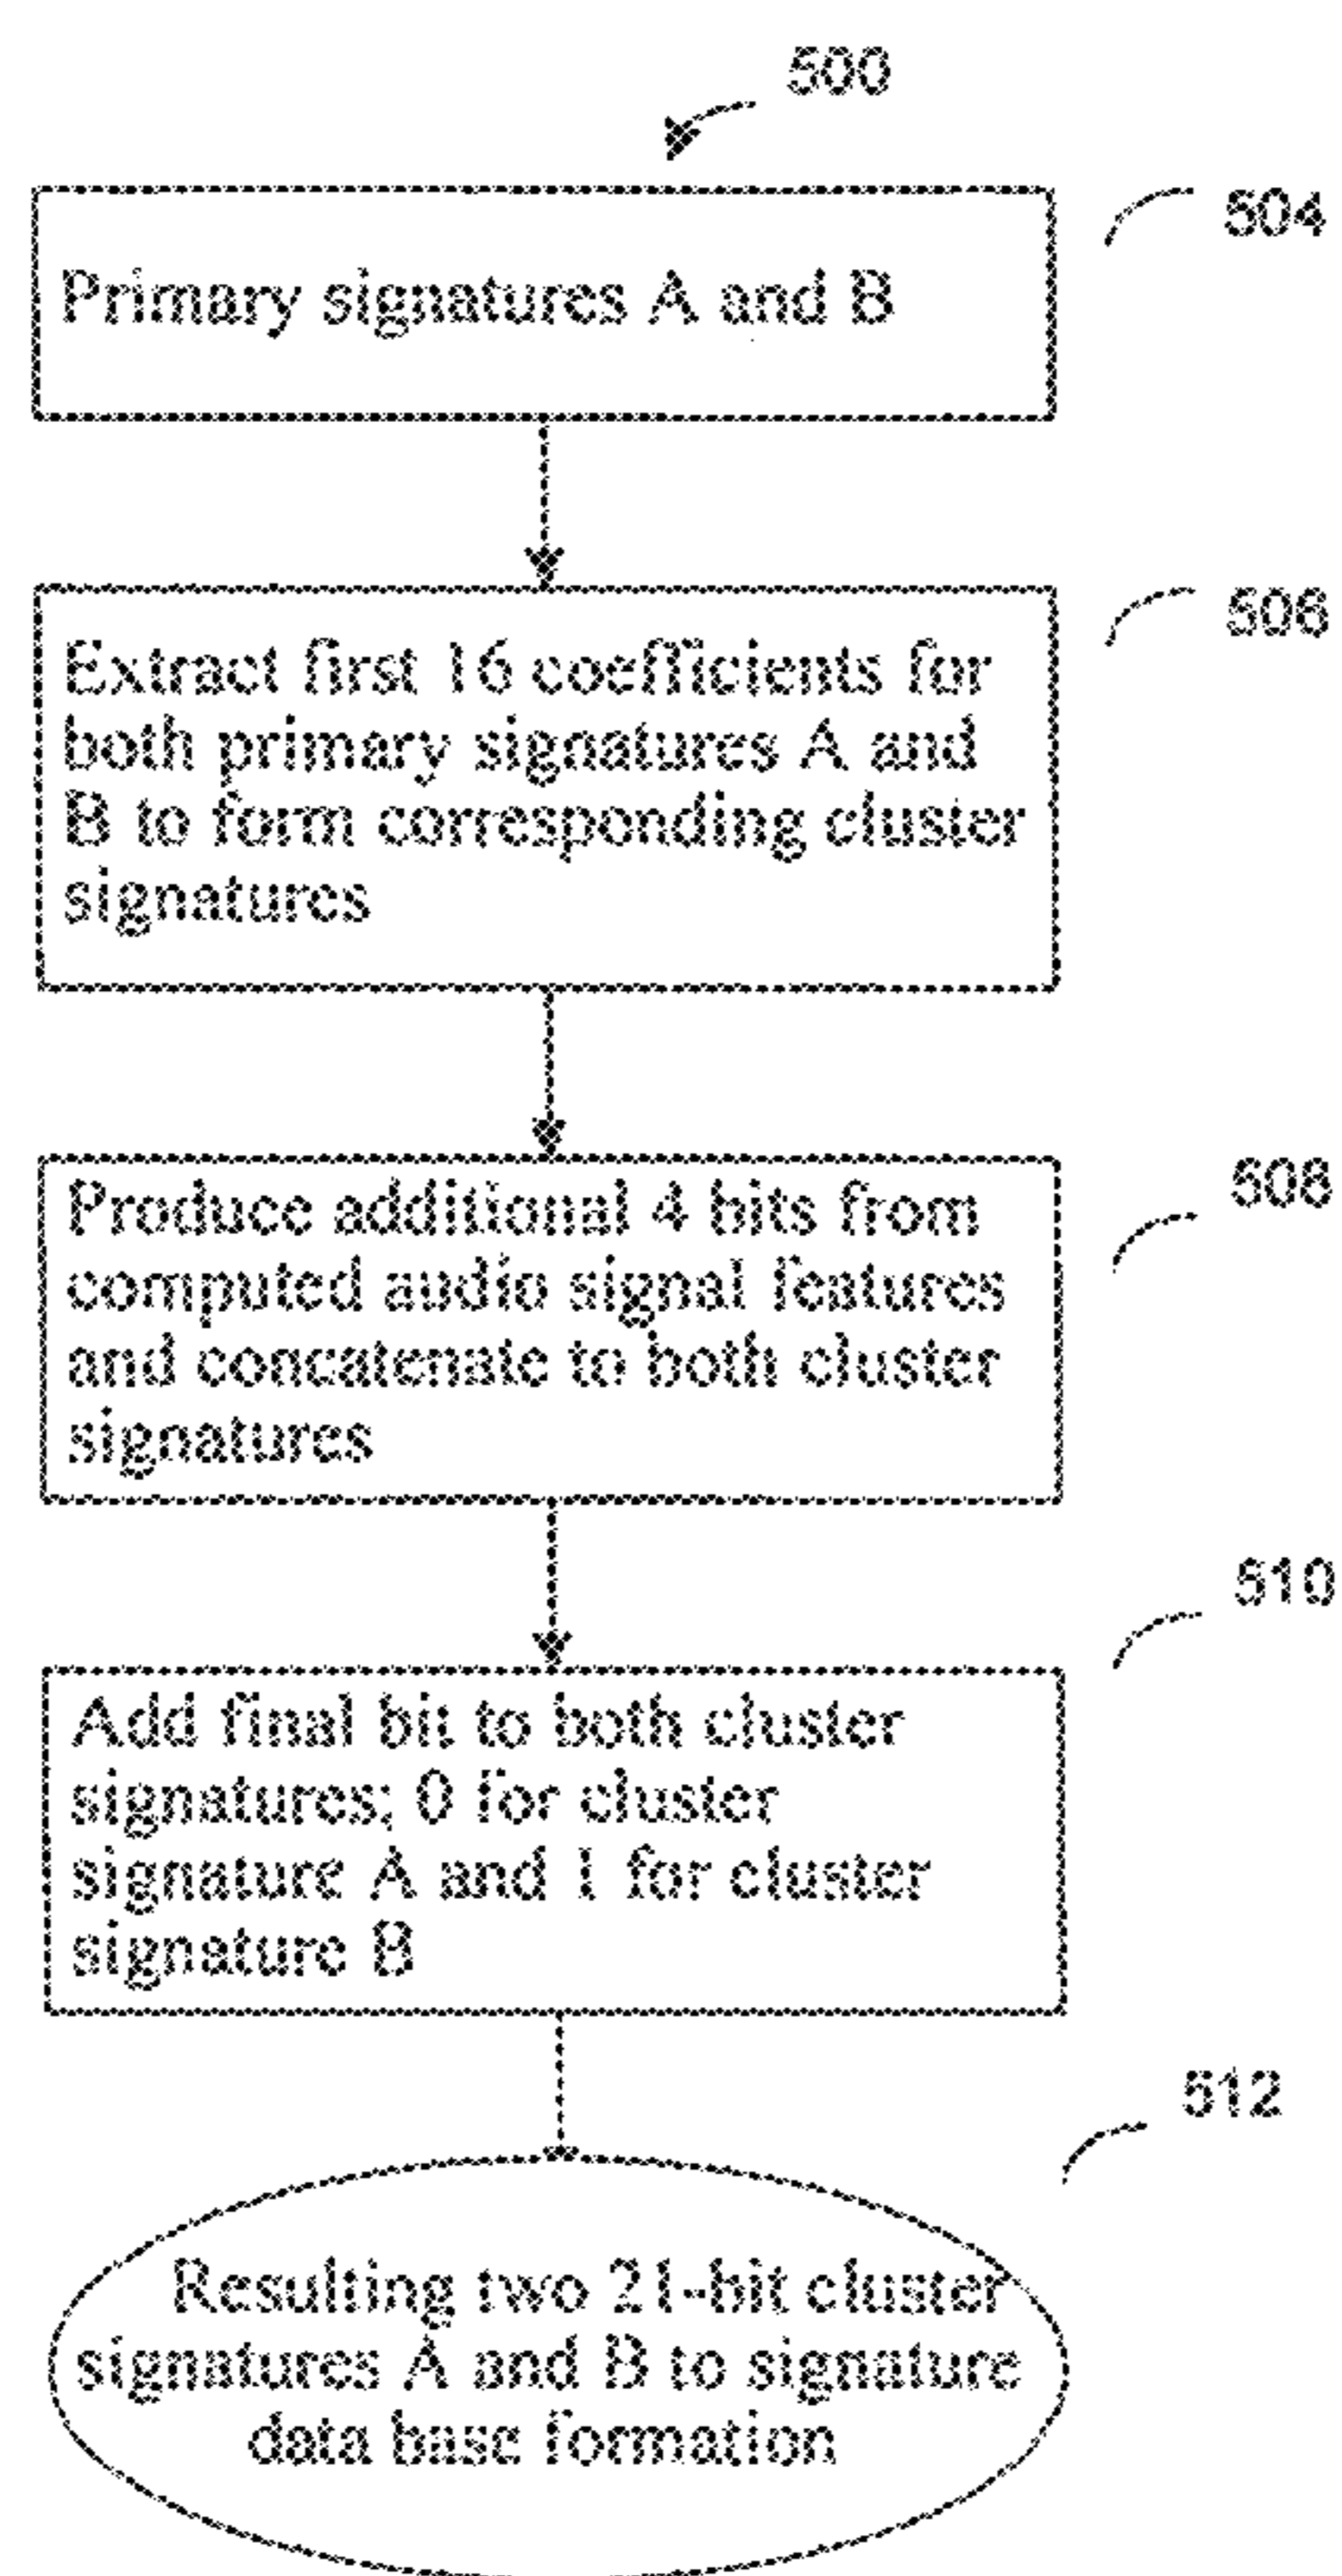 500
504
Primary signatures A and B
506
Extract first 16 coefficients for
both primary signatures A and
B to form corresponding cluster
signatures
508
Produce additional 4 bits from
computed audio signal features
and concatenate to both cluster
signatures
510
Add final bit to both cluster
signatures; 0 for cluster
signature A and 1 for cluster
signature B
512
Resulting two 21-bit cluster
signatures A and B to signature
data base formation